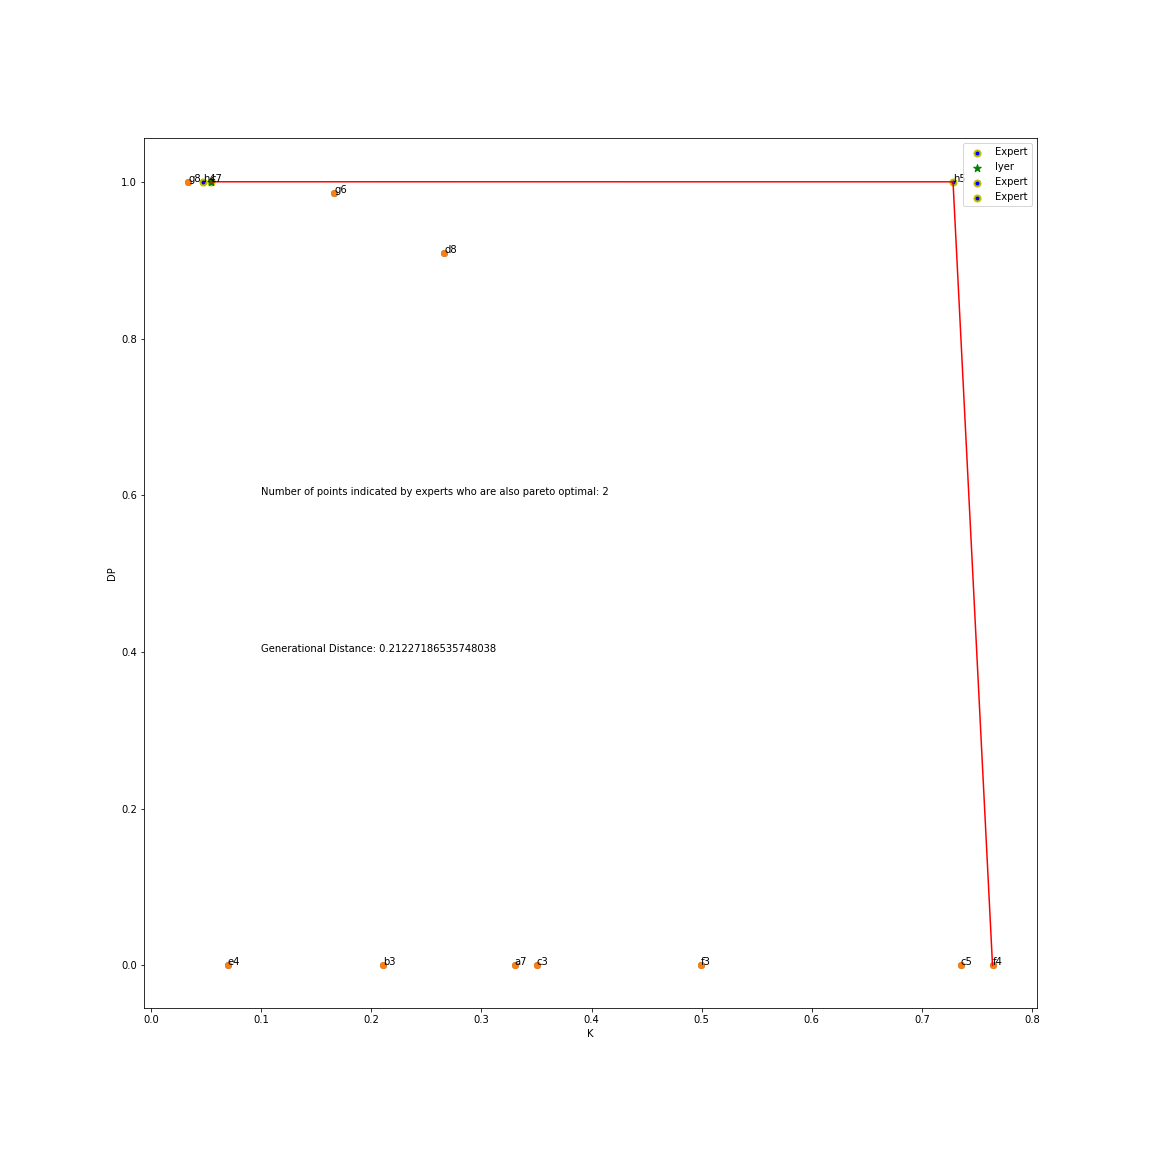 Expert
Iyer
Expert
Expert
1.0
g8
h5
g6
d8
0.8
0.6
Number of points indicated by experts who are also pareto optimal: 2
DP
0.4
Generational Distance: 0.21227186535748038
0.2
0.0
e4
b3
a7
c3
f3
c5
f4
0.0 0.1 0.2 0.3 0.4 0.5 0.6 0.7 0.8
K